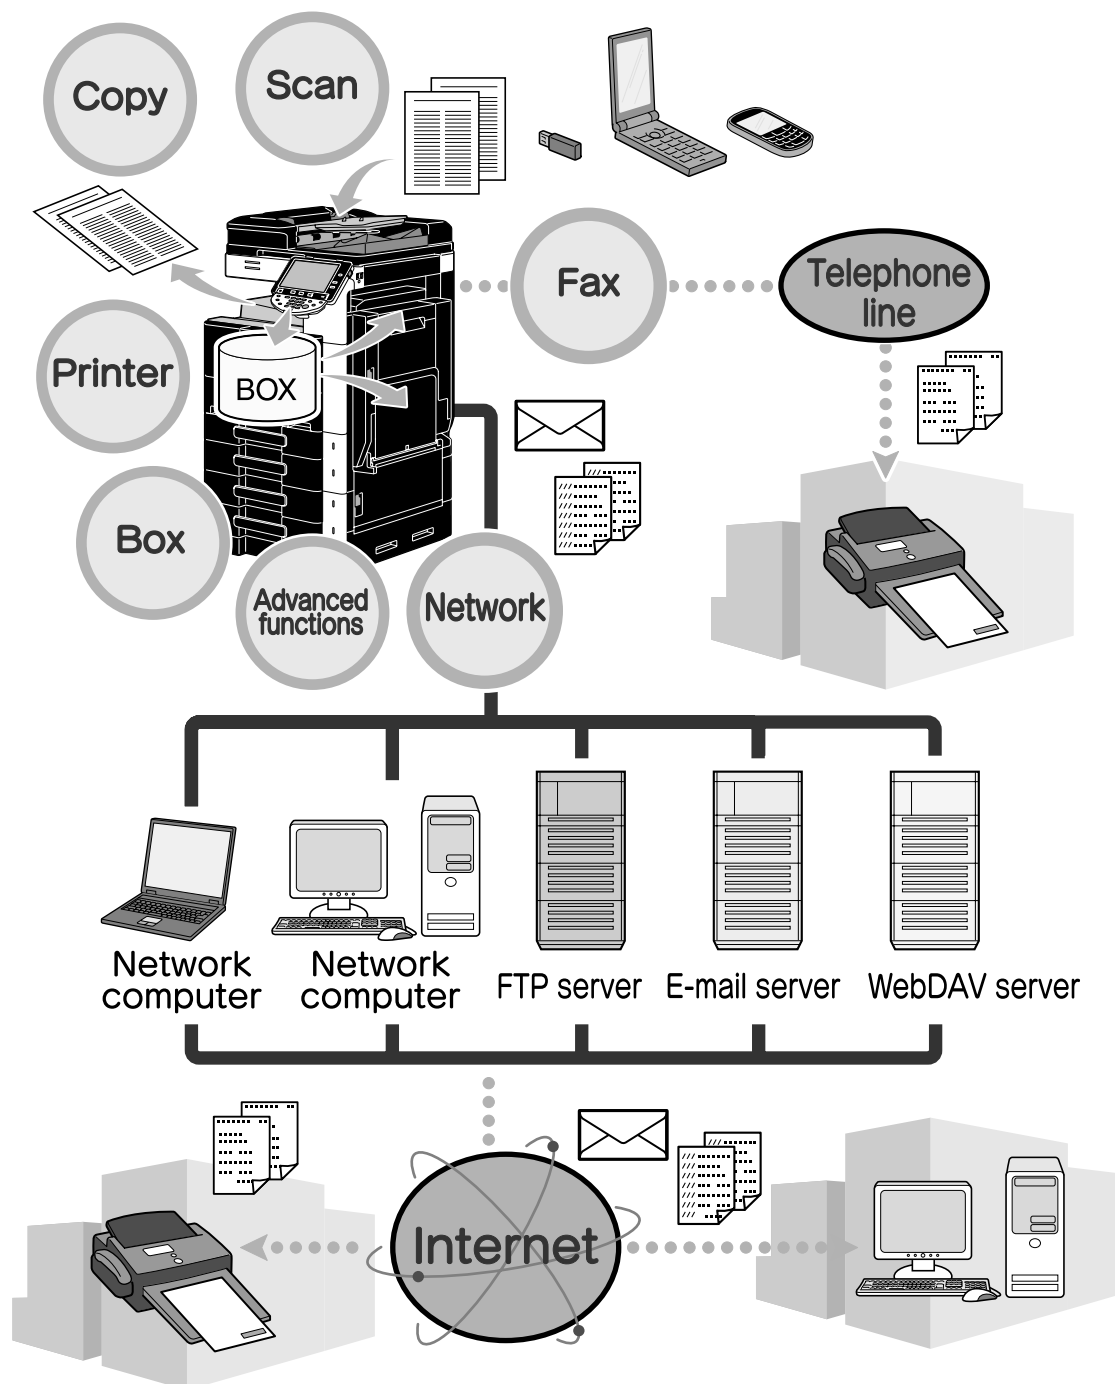 Copy
Scan
Fax
Telephone
line
Printer
BOX
Box
Advanced
functions
Network
Network
computer
Network
computer
FTP server
E-mail server
WebDAV server
Internet